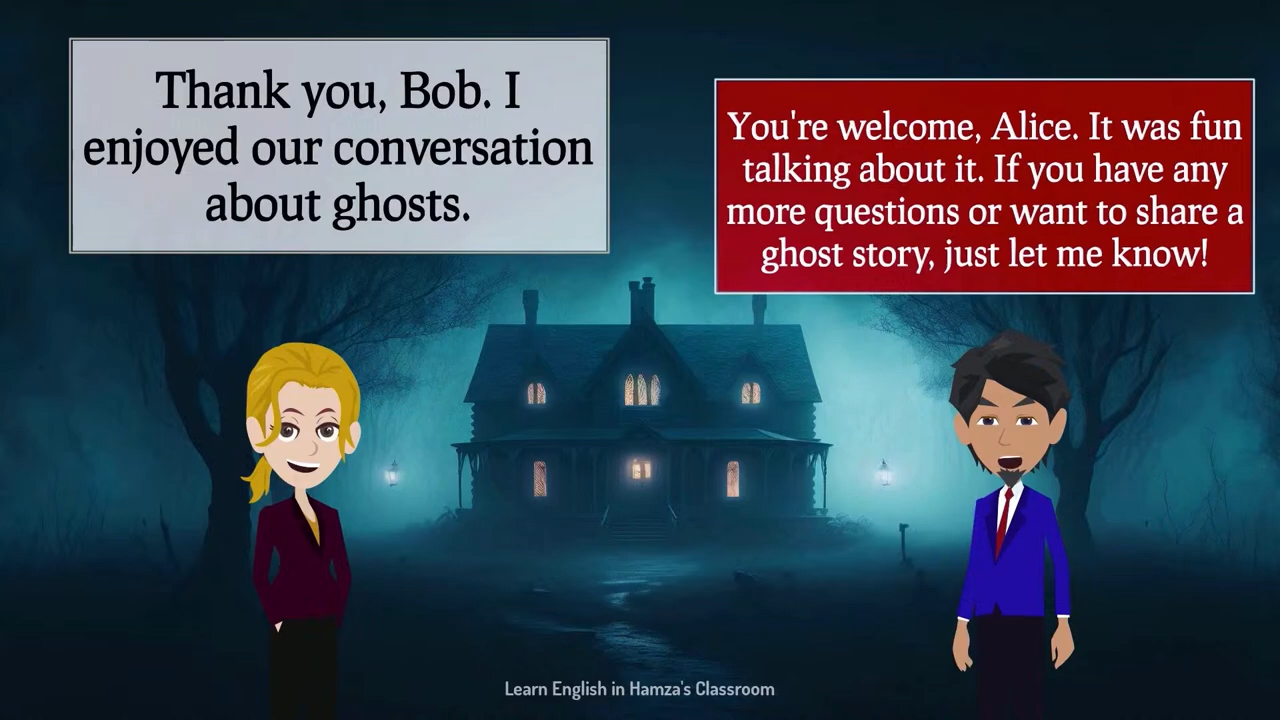 Thank you, Bob. I
enjoyed our conversation
about ghosts.
You're welcome, Alice. It was fun
talking about it. If you have any
more questions or want to share a
ghost story, just let me know!
Learn English in Hamza's Classroom